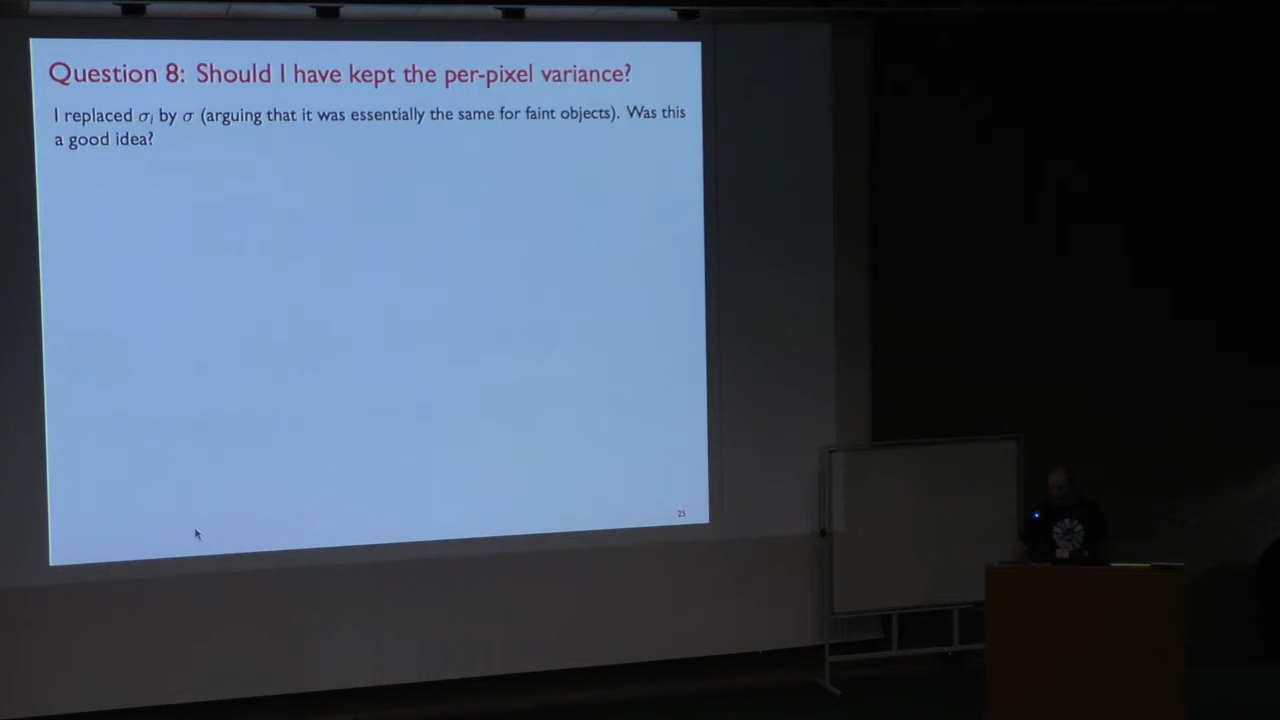 Question 8: Should I have kept the per-pixel variance?
I replaced σᵢ by σ (arguing that it was essentially the same for faint objects). Was this
a good idea?
25